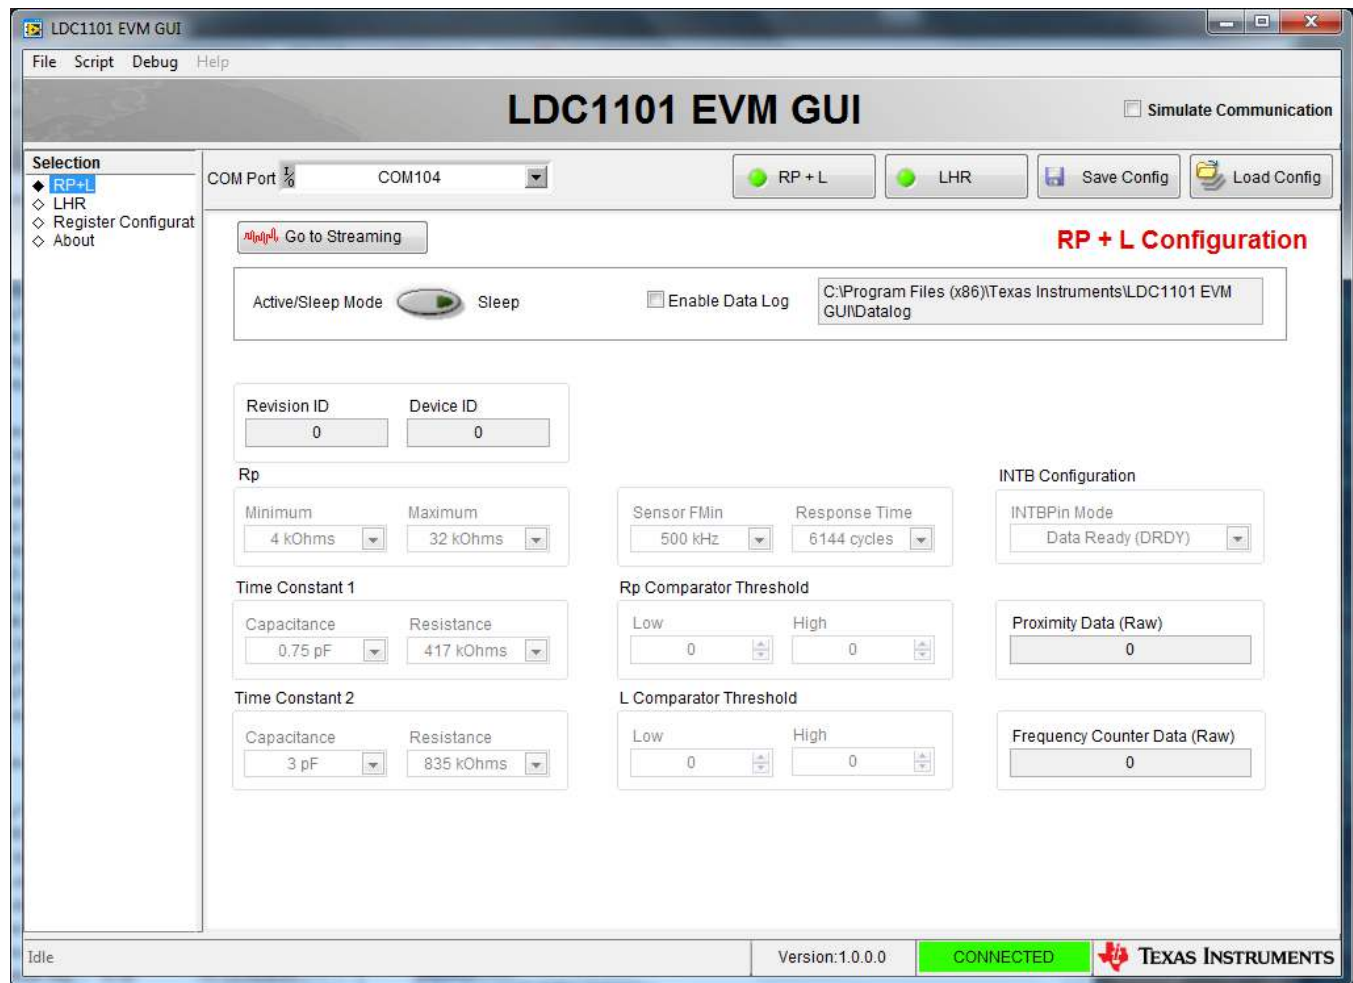 LDC1101 EVM GUI
File Script Debug Help
LDC1101 EVM GUI
Simulate Communication
Selection
RP+L
LHR
Register Configurat
About
COM Port COM104
RP + L
LHR
Save Config
Load Config
Go to Streaming
RP + L Configuration
Active/Sleep Mode Sleep
Enable Data Log
C:\Program Files (x86)\Texas Instruments\LDC1101 EVM
GUI\Datalog
Revision ID Device ID
0 0
Rp
Minimum Maximum
4 kOhms 32 kOhms
Sensor FMin Response Time
500 kHz 6144 cycles
INTB Configuration
INTBPin Mode
Data Ready (DRDY)
Time Constant 1
Capacitance Resistance
0.75 pF 417 kOhms
Rp Comparator Threshold
Low High
0 0
Proximity Data (Raw)
0
Time Constant 2
Capacitance Resistance
3 pF 835 kOhms
L Comparator Threshold
Low High
0 0
Frequency Counter Data (Raw)
0
Idle
Version:1.0.0.0
CONNECTED
TEXAS INSTRUMENTS